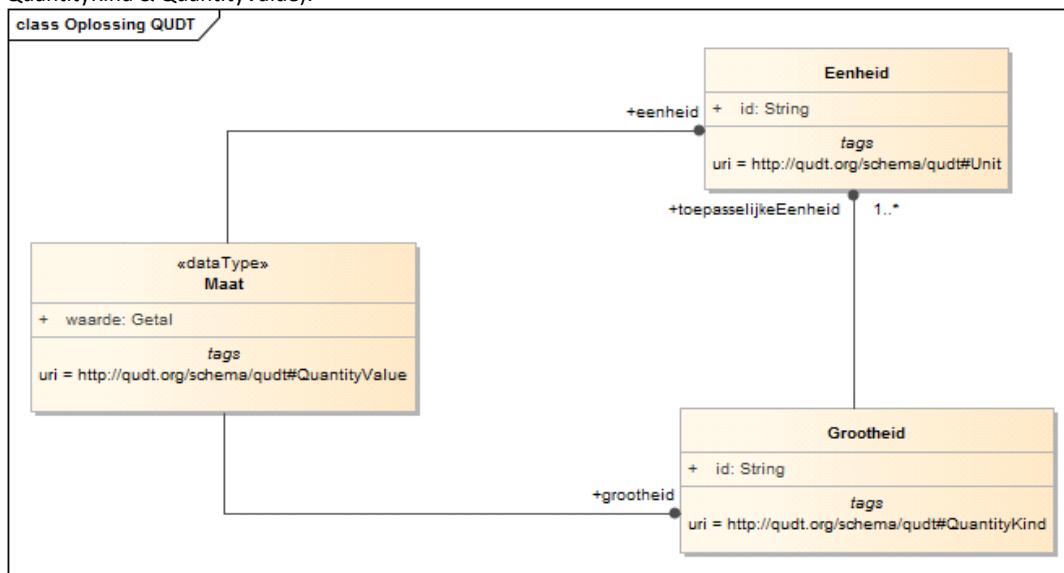 QuantityKind & QuantityValue).
class Oplossing QUDT
Eenheid
+ id: String
tags
uri = http://qudt.org/schema/qudt#Unit
+eenheid
+toepasselijkeEenheid 1..*
«dataType»
Maat
+ waarde: Getal
tags
uri = http://qudt.org/schema/qudt#QuantityValue
Grootheid
+ id: String
tags
uri = http://qudt.org/schema/qudt#QuantityKind
+grootheid